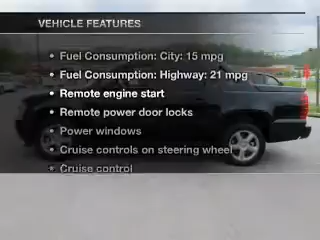 VEHICLE FEATURES
• Fuel Consumption: City: 15 mpg
• Fuel Consumption: Highway: 21 mpg
• Remote engine start
• Remote power door locks
• Power windows
• Cruise controls on steering wheel
• Cruise control